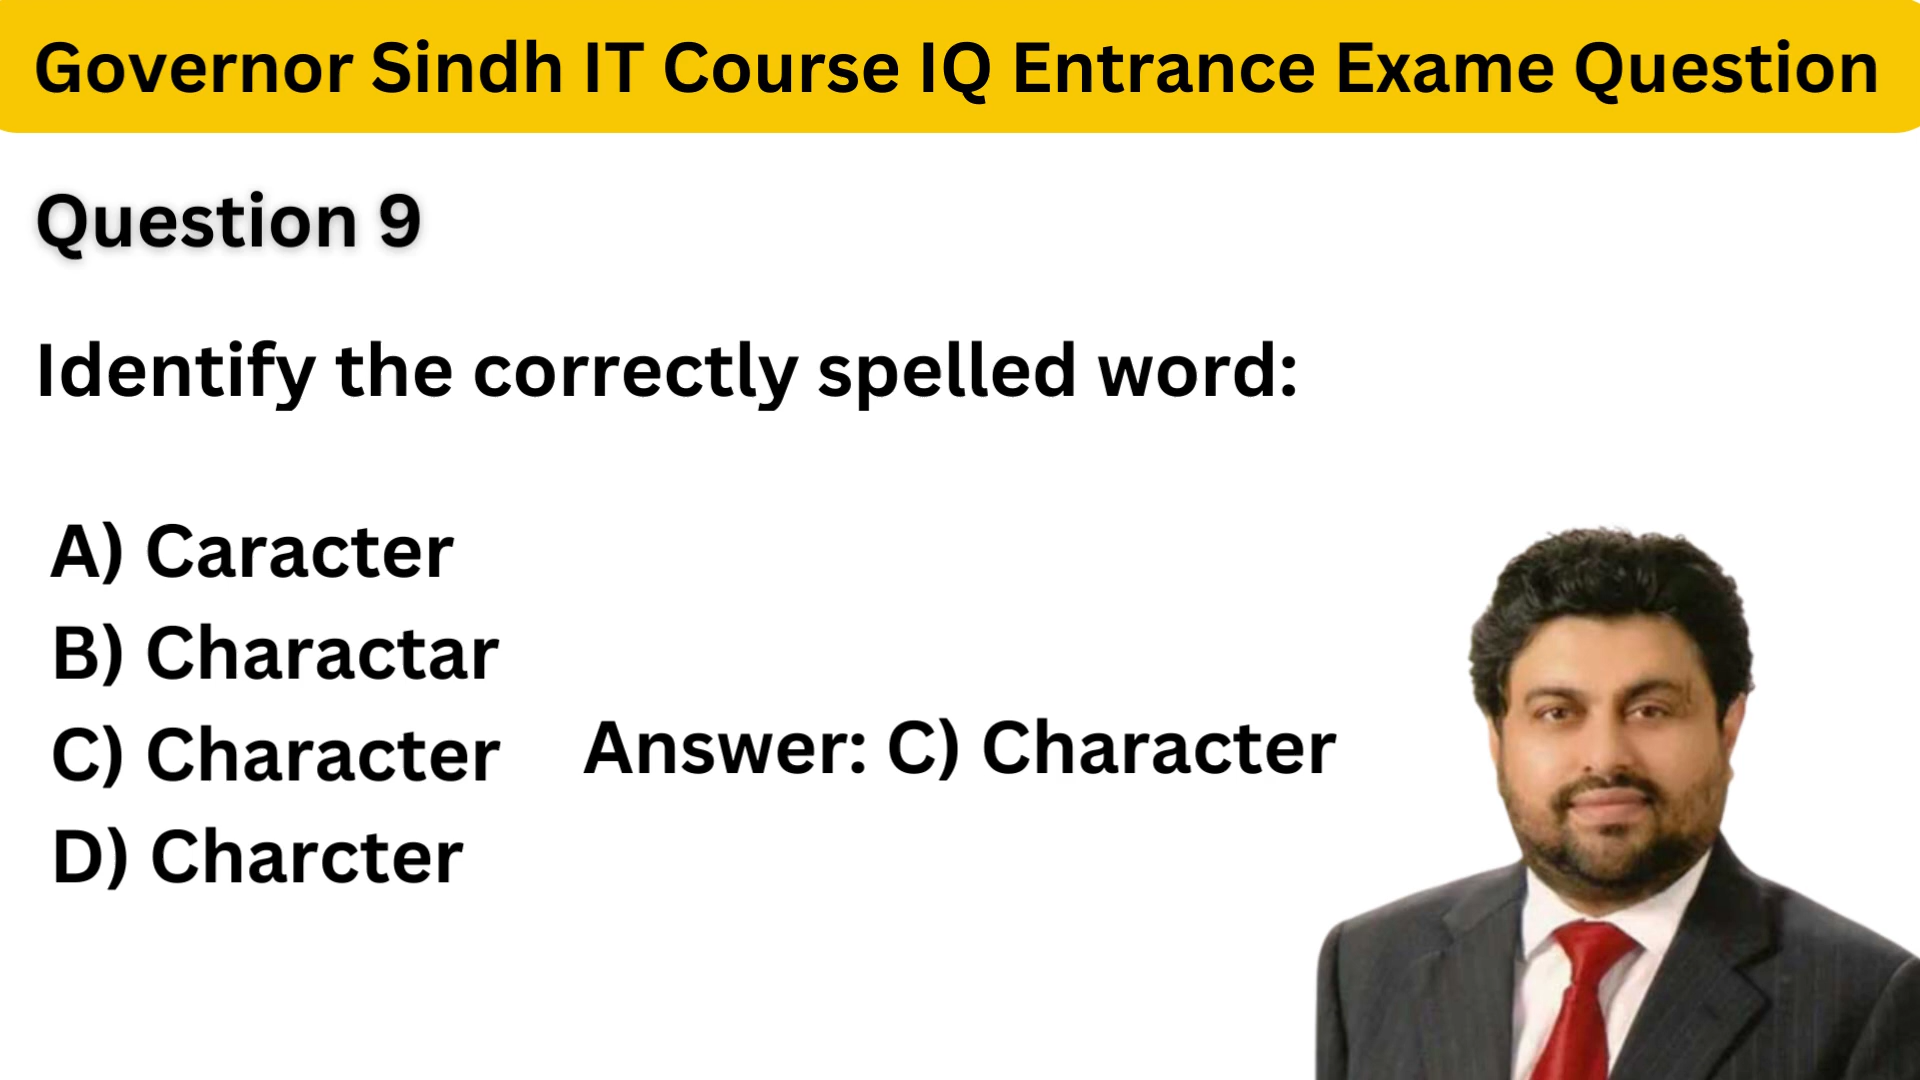 Governor Sindh IT Course IQ Entrance Exame Question
Question 9
Identify the correctly spelled word:
A) Caracter
B) Charactar
C) Character
Answer: C) Character
D) Charcter